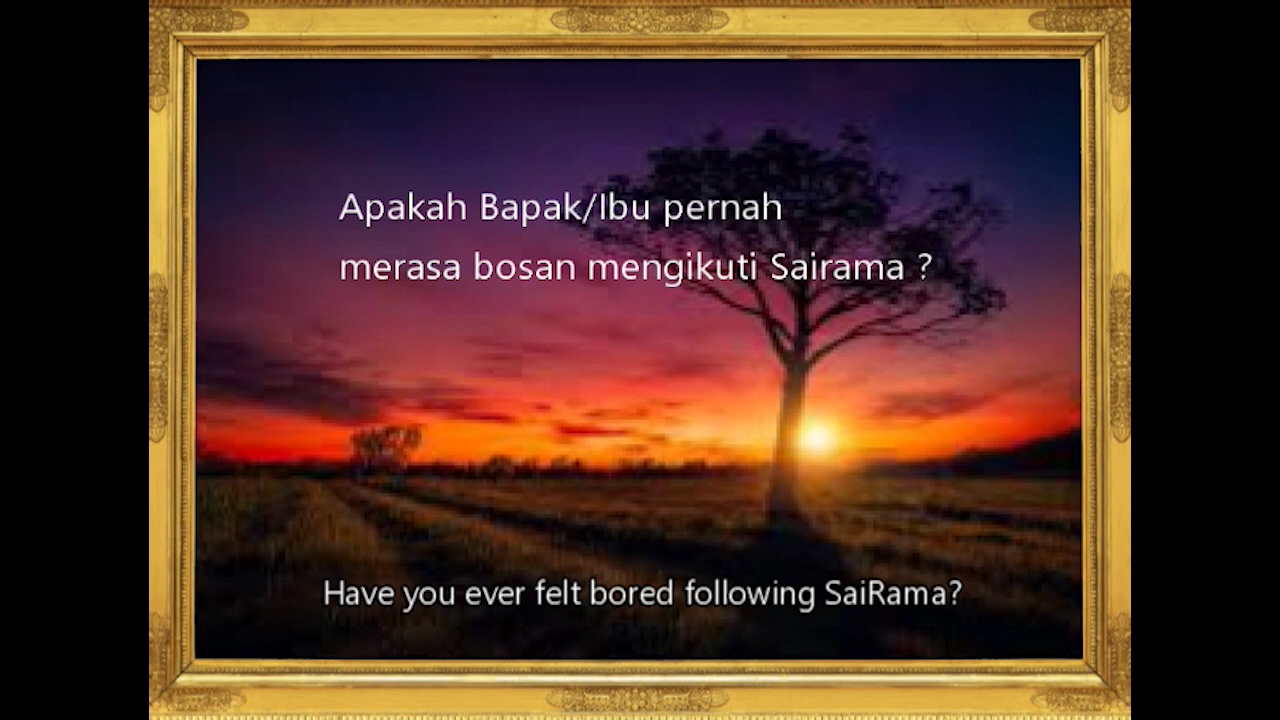 Apakah Bapak/Ibu pernah
merasa bosan mengikuti Sairama ?
Have you ever felt bored following SaiRama?